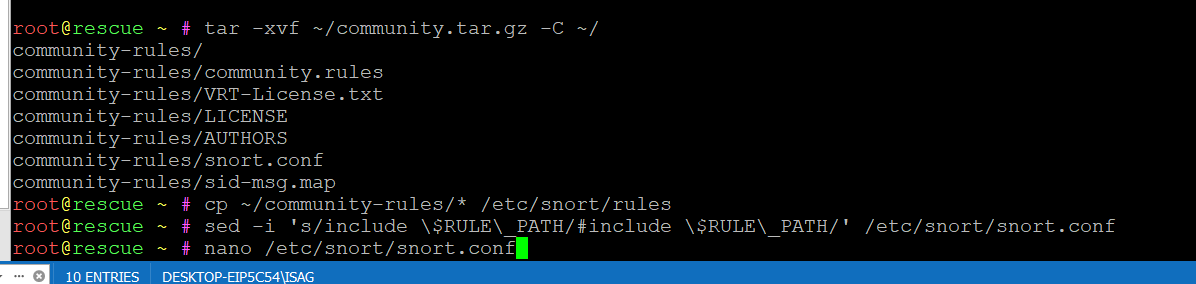 root@rescue ~ # tar -xvf ~/community.tar.gz -C ~/
community-rules/
community-rules/community.rules
community-rules/VRT-License.txt
community-rules/LICENSE
community-rules/AUTHORS
community-rules/snort.conf
community-rules/sid-msg.map
root@rescue ~ # cp ~/community-rules/* /etc/snort/rules
root@rescue ~ # sed -i 's/include \$RULE\_PATH/#include \$RULE\_PATH/' /etc/snort/snort.conf
root@rescue ~ # nano /etc/snort/snort.conf
10 ENTRIES DESKTOP-EIP5C54\ISAG